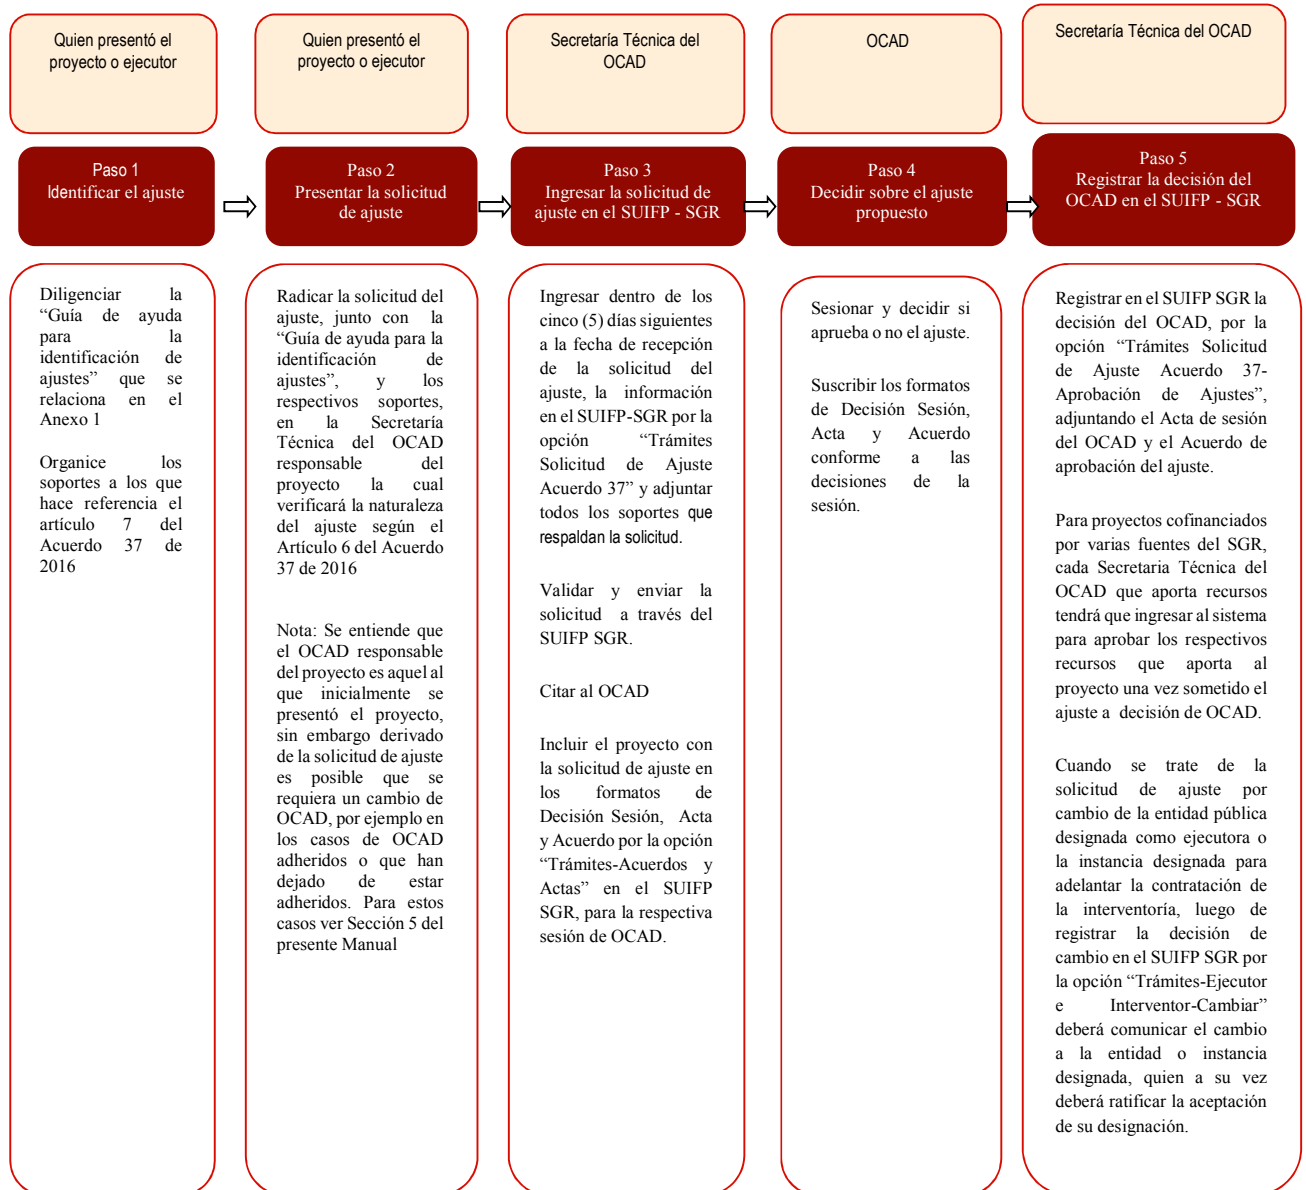 Quien presentó el
proyecto o ejecutor
Quien presentó el
proyecto o ejecutor
Secretaría Técnica del
OCAD
OCAD
Secretaría Técnica del OCAD
Paso 1
Identificar el ajuste
Paso 2
Presentar la solicitud
de ajuste
Paso 3
Ingresar la solicitud de
ajuste en el SUIFP - SGR
Paso 4
Decidir sobre el ajuste
propuesto
Paso 5
Registrar la decisión del
OCAD en el SUIFP - SGR
Diligenciar la
“Guía de ayuda
para la
identificación de
ajustes” que se
relaciona en el
Anexo 1
Organice los
soportes a los que
hace referencia el
artículo 7 del
Acuerdo 37 de
2016
Radicar la solicitud del
ajuste, junto con la
“Guía de ayuda para la
identificación de
ajustes”, y los
respectivos soportes,
en la Secretaría
Técnica del OCAD
responsable del
proyecto la cual
verificará la naturaleza
del ajuste según el
Artículo 6 del Acuerdo
37 de 2016
Nota: Se entiende que
el OCAD responsable
del proyecto es aquel al
que inicialmente se
presentó el proyecto,
sin embargo derivado
de la solicitud de ajuste
es posible que se
requiera un cambio de
OCAD, por ejemplo en
los casos de OCAD
adheridos o que han
dejado de estar
adheridos. Para estos
casos ver Sección 5 del
presente Manual
Ingresar dentro de los
cinco (5) días siguientes
a la fecha de recepción
de la solicitud del
ajuste, la información
en el SUIFP-SGR por la
opción “Trámites
Solicitud de Ajuste
Acuerdo 37” y adjuntar
todos los soportes que
respaldan la solicitud.
Validar y enviar la
solicitud a través del
SUIFP SGR.
Citar al OCAD
Incluir el proyecto con
la solicitud de ajuste en
los formatos de
Decisión Sesión, Acta
y Acuerdo por la opción
“Trámites-Acuerdos y
Actas” en el SUIFP
SGR, para la respectiva
sesión de OCAD.
Sesionar y decidir si
aprueba o no el ajuste.
Suscribir los formatos
de Decisión Sesión,
Acta y Acuerdo
conforme a las
decisiones de la
sesión.
Registrar en el SUIFP SGR la
decisión del OCAD, por la
opción “Trámites Solicitud
de Ajuste Acuerdo 37-
Aprobación de Ajustes”,
adjuntando el Acta de sesión
del OCAD y el Acuerdo de
aprobación del ajuste.
Para proyectos cofinanciados
por varias fuentes del SGR,
cada Secretaria Técnica del
OCAD que aporta recursos
tendrá que ingresar al sistema
para aprobar los respectivos
recursos que aporta al
proyecto una vez sometido el
ajuste a decisión de OCAD.
Cuando se trate de la
solicitud de ajuste por
cambio de la entidad pública
designada como ejecutora o
la instancia designada para
adelantar la contratación de
la interventoría, luego de
registrar la decisión de
cambio en el SUIFP SGR por
la opción “Trámites-Ejecutor
e Interventor-Cambiar”
deberá comunicar el cambio
a la entidad o instancia
designada, quien a su vez
deberá ratificar la aceptación
de su designación.